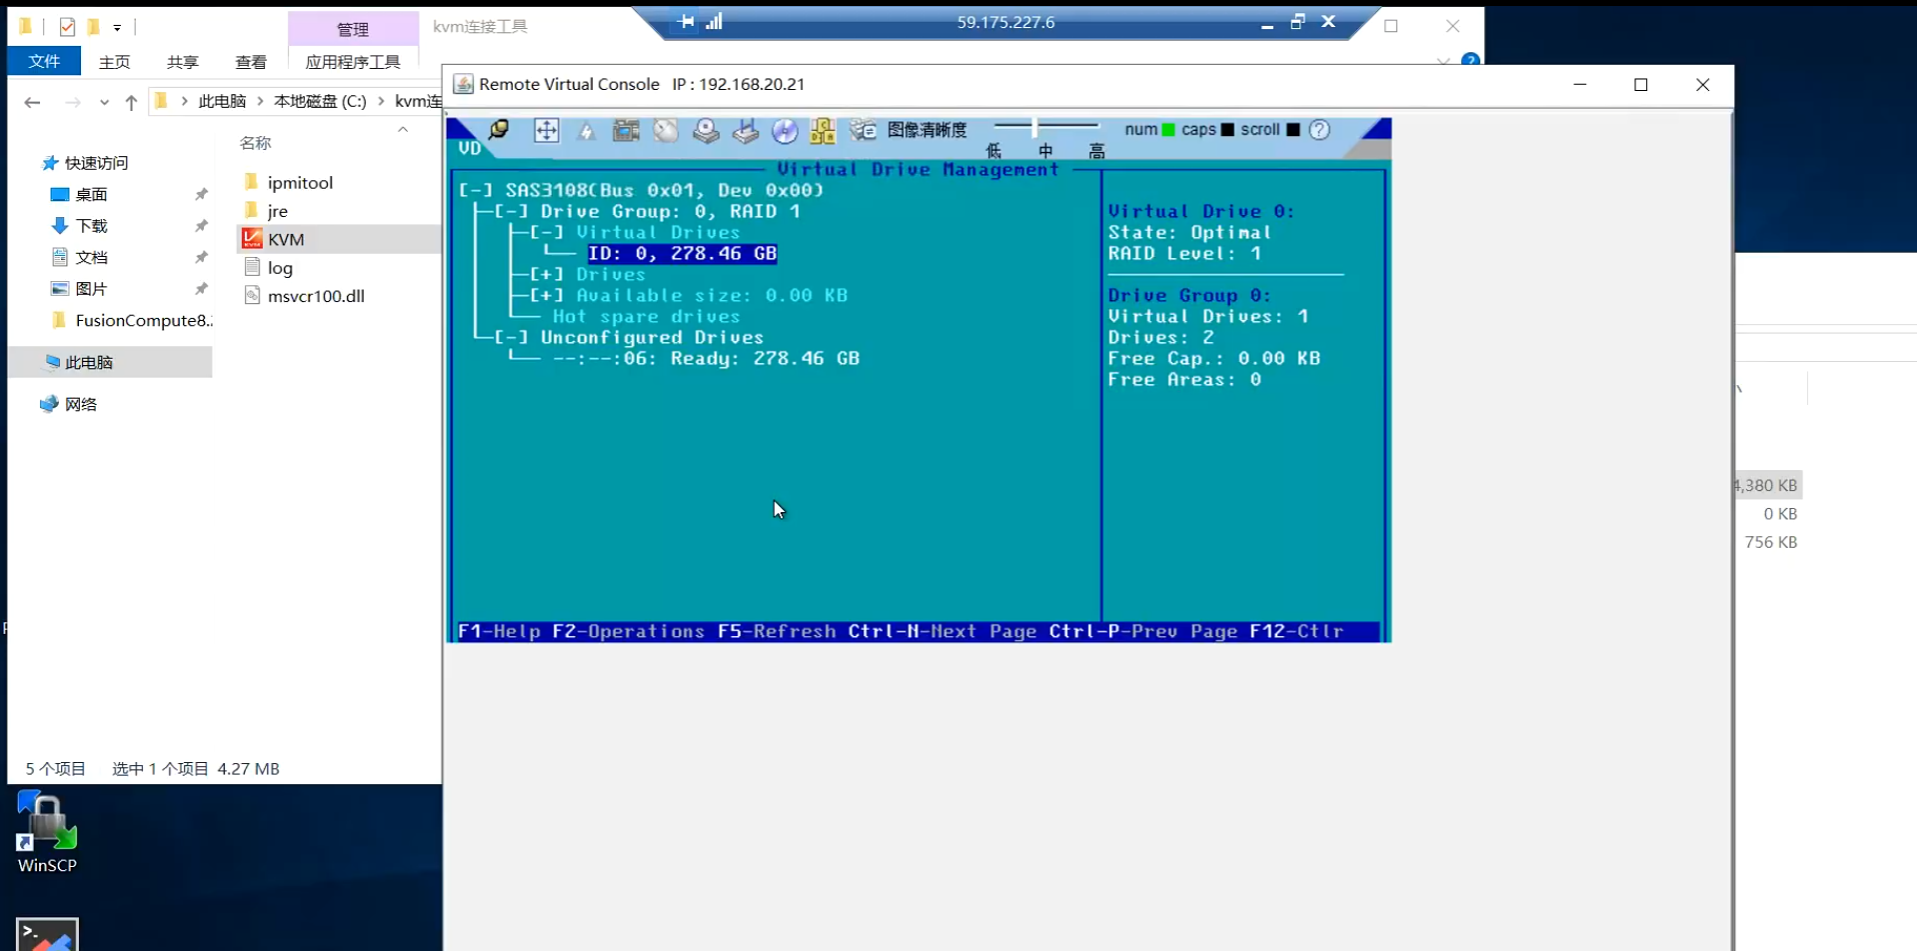 管理
kvm连接工具
59.175.227.6
文件 主页 共享 查看 应用程序工具
Remote Virtual Console IP : 192.168.20.21
此电脑 本地磁盘 (C:) kvm连
名称
快速访问
桌面
下载
文档
图片
FusionCompute8.
此电脑
网络
ipmitool
jre
KVM
log
msvcr100.dll
图像清晰度
低 中 高
num caps scroll
VD
Virtual Drive Management
[-] SAS3108(Bus 0x01, Dev 0x00)
[-] Drive Group: 0, RAID 1
[-] Virtual Drives
ID: 0, 278.46 GB
[+] Drives
[+] Available size: 0.00 KB
Hot spare drives
[-] Unconfigured Drives
--:--:06: Ready: 278.46 GB
Virtual Drive 0:
State: Optimal
RAID Level: 1
Drive Group 0:
Virtual Drives: 1
Drives: 2
Free Cap.: 0.00 KB
Free Areas: 0
F1-Help F2-Operations F5-Refresh Ctrl-N-Next Page Ctrl-P-Prev Page F12-Ctlr
4,380 KB
0 KB
756 KB
5 个项目 选中 1 个项目 4.27 MB
WinSCP